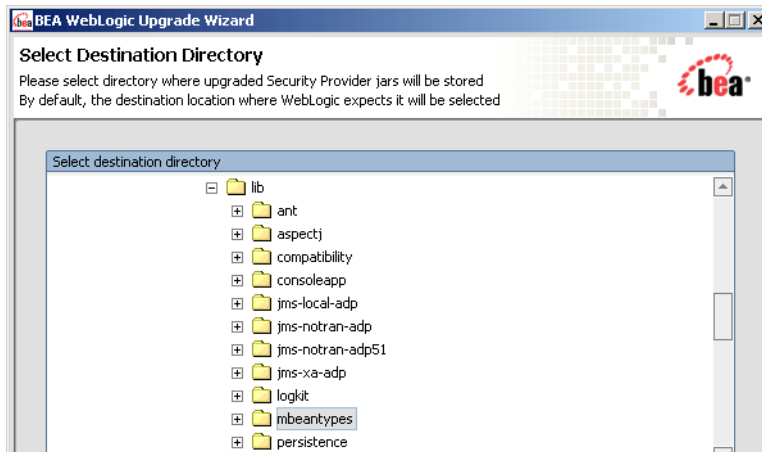 bea BEA WebLogic Upgrade Wizard
Select Destination Directory
Please select directory where upgraded Security Provider jars will be stored
By default, the destination location where WebLogic expects it will be selected
bea
Select destination directory
lib
ant
aspectj
compatibility
consoleapp
jms-local-adp
jms-notran-adp
jms-notran-adp51
jms-xa-adp
logkit
mbeantypes
persistence